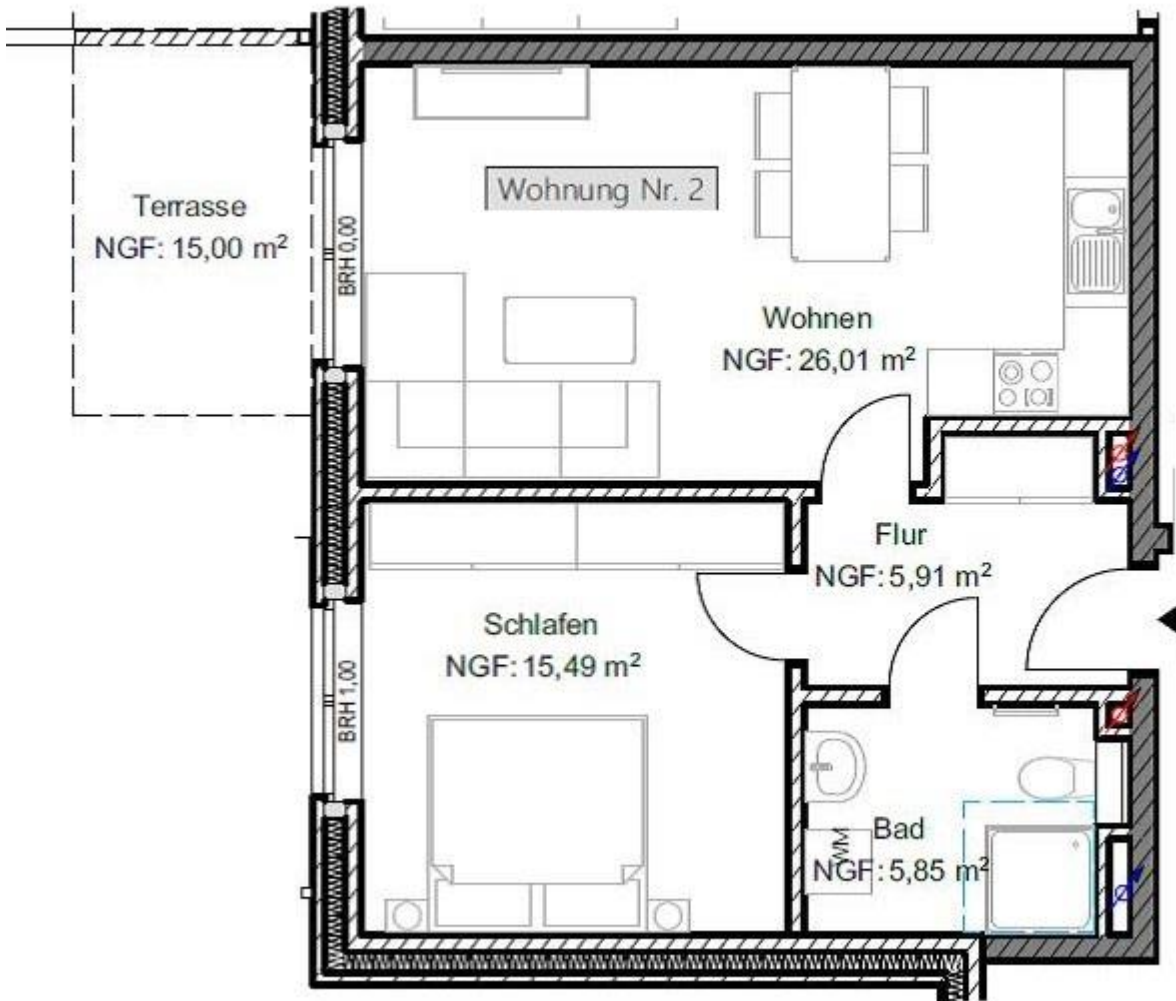 Wohnung Nr. 2
Terrasse
NGF: 15,00 m²
BRH 0,00
Wohnen
NGF: 26,01 m²
Flur
NGF: 5,91 m²
Schlafen
NGF: 15,49 m²
BRH 1,00
Bad
WM
NGF: 5,85 m²